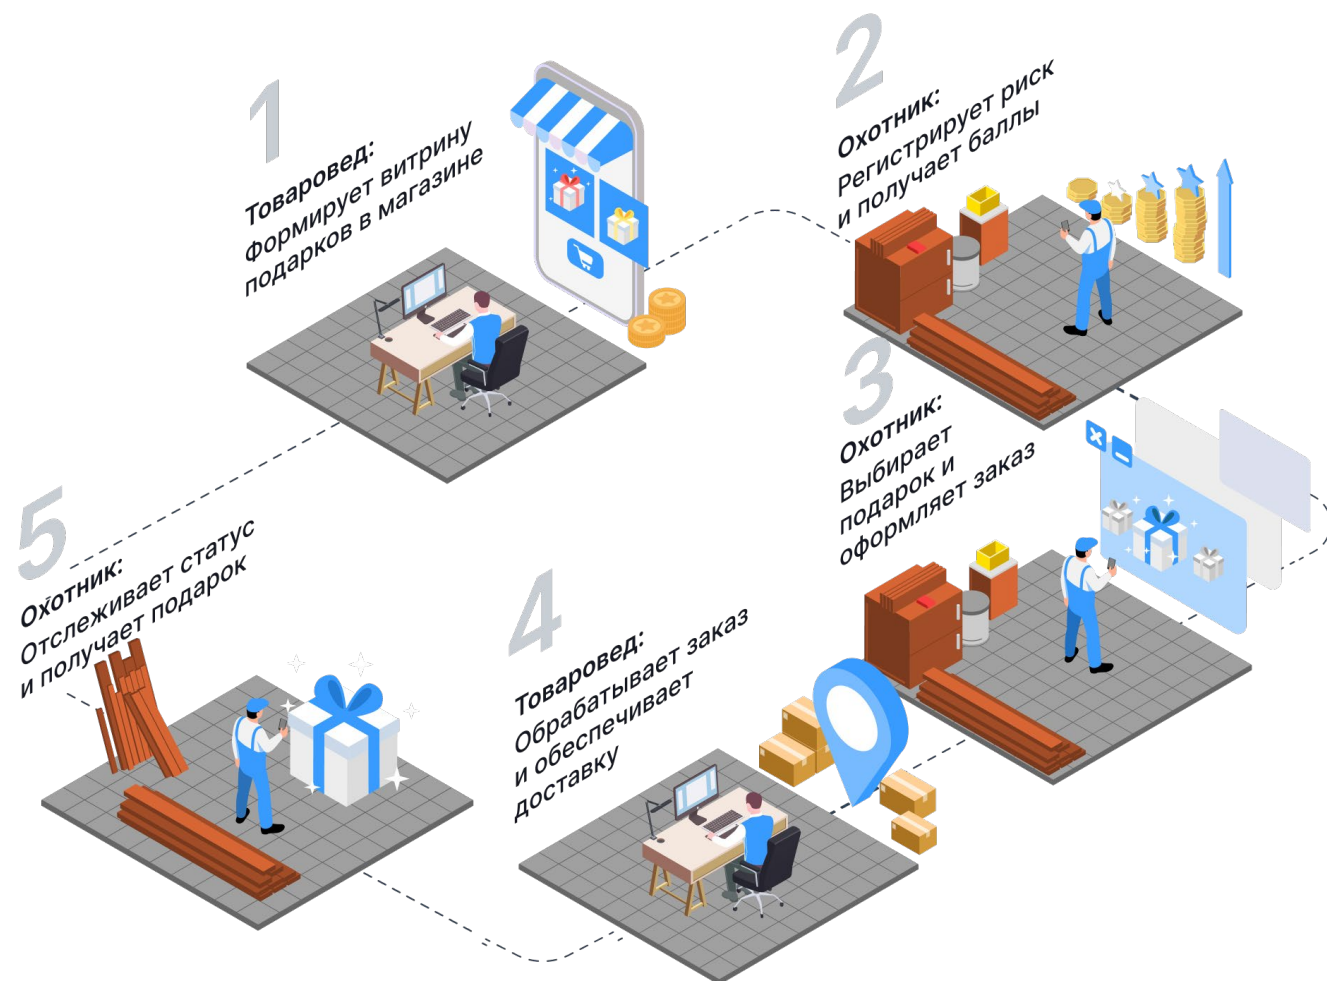 1
Товаровед:
Формирует витрину
подарков в магазине
2
Охотник:
Регистрирует риск
и получает баллы
3
Охотник:
Выбирает
подарок и
оформляет заказ
4
Товаровед:
Обрабатывает заказ
и обеспечивает
доставку
5
Охотник:
Отслеживает статус
и получает подарок